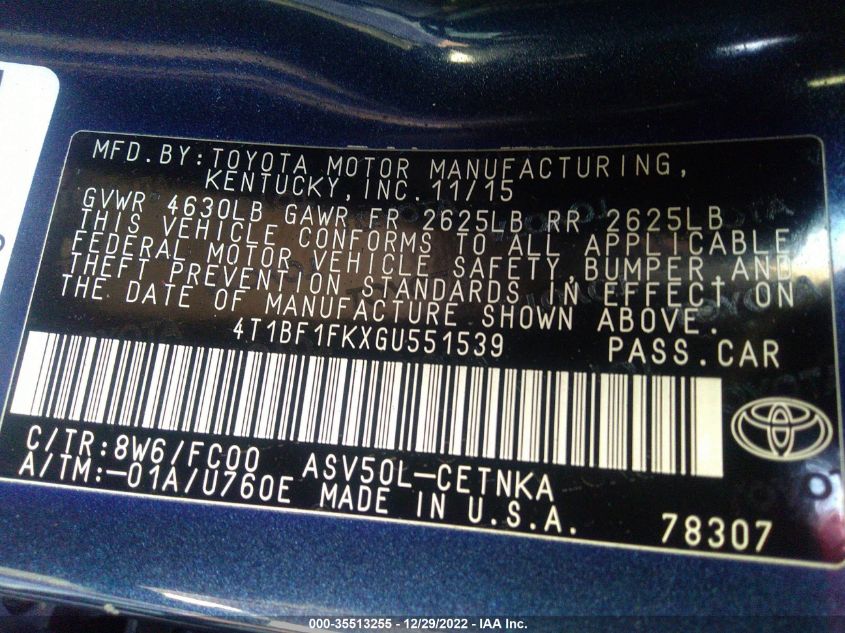 MFD.BY:TOYOTA MOTOR MANUFACTURING,
KENTUCKY,INC.11/15
GVWR 4630LB GAWR FR 2625LB RR 2625LB
THIS VEHICLE CONFORMS TO ALL APPLICABLE
FEDERAL MOTOR VEHICLE SAFETY,BUMPER,AND
THEFT PREVENTION STANDARDS IN EFFECT ON
THE DATE OF MANUFACTURE SHOWN ABOVE.
4T1BF1FKXGU551539 PASS.CAR
C/TR:8W6/FC00 ASV50L-CETNKA
A/TM:-01A/U760E MADE IN U.S.A.
78307
000-35513255 - 12/29/2022 - IAA Inc.